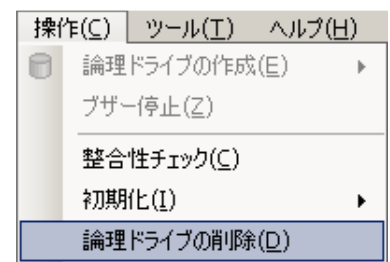 操作(C) ツール(T) ヘルプ(H)
論理ドライブの作成(E)
ブザー停止(Z)
整合性チェック(C)
初期化(I)
論理ドライブの削除(D)